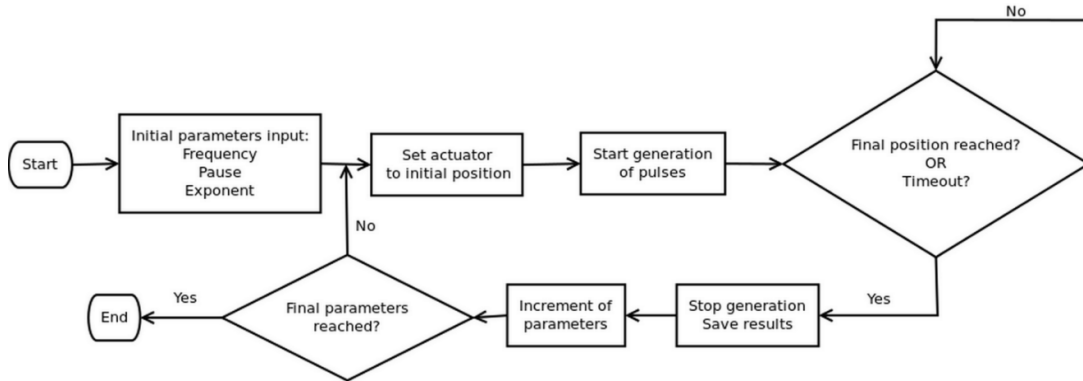 Start
Initial parameters input:
Frequency
Pause
Exponent
Set actuator
to initial position
Start generation
of pulses
Final position reached?
OR
Timeout?
No
Yes
Stop generation
Save results
Increment of
parameters
Final parameters
reached?
No
Yes
End